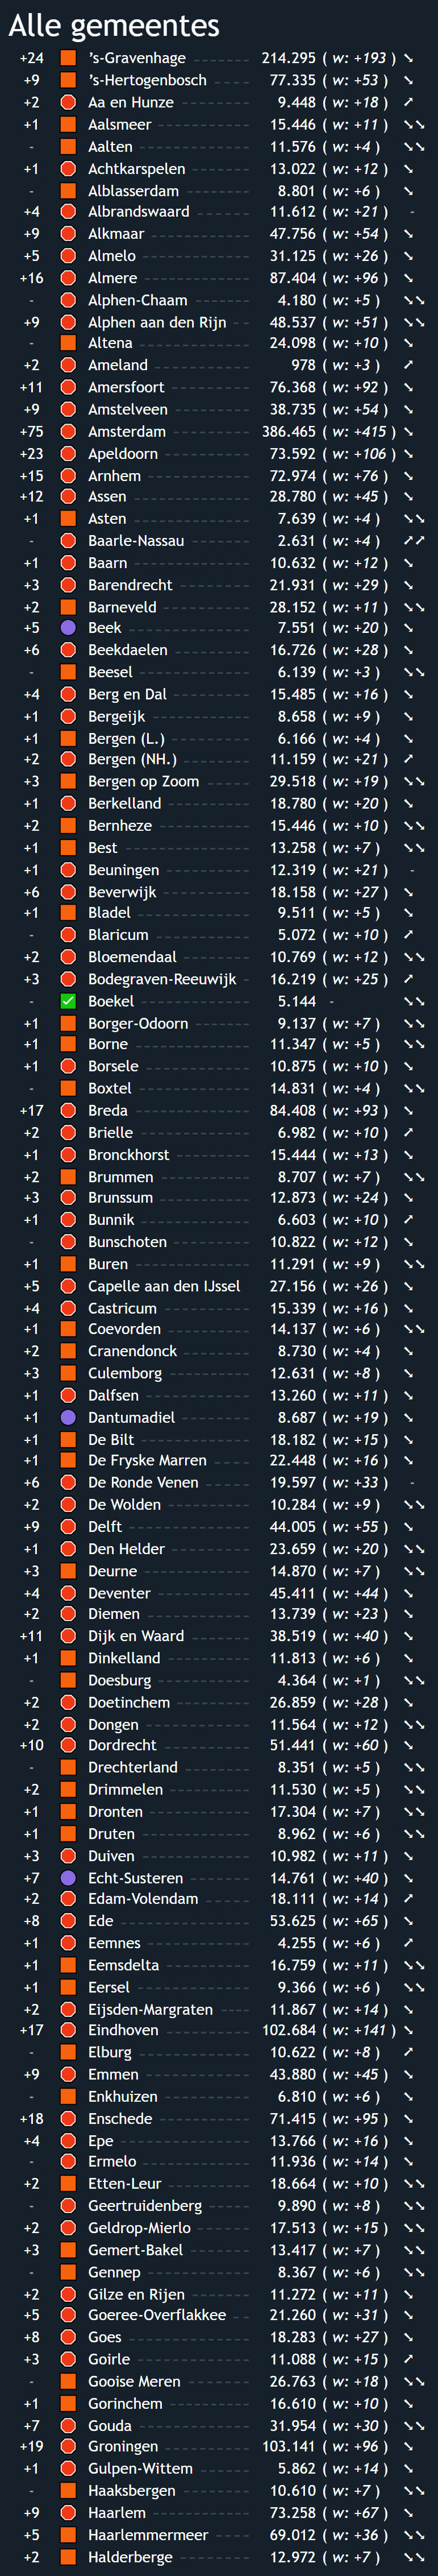 Alle gemeentes
+24 's-Gravenhage 214.295 ( w: +193 )
+9 's-Hertogenbosch 77.335 ( w: +53 )
+2 Aa en Hunze 9.448 ( w: +18 )
+1 Aalsmeer 15.446 ( w: +11 )
- Aalten 11.576 ( w: +4 )
+1 Achtkarspelen 13.022 ( w: +12 )
- Alblasserdam 8.801 ( w: +6 )
+4 Albrandswaard 11.612 ( w: +21 ) -
+9 Alkmaar 47.756 ( w: +54 )
+5 Almelo 31.125 ( w: +26 )
+16 Almere 87.404 ( w: +96 )
- Alphen-Chaam 4.180 ( w: +5 )
+9 Alphen aan den Rijn 48.537 ( w: +51 )
- Altena 24.098 ( w: +10 )
+2 Ameland 978 ( w: +3 )
+11 Amersfoort 76.368 ( w: +92 )
+9 Amstelveen 38.735 ( w: +54 )
+75 Amsterdam 386.465 ( w: +415 )
+23 Apeldoorn 73.592 ( w: +106 )
+15 Arnhem 72.974 ( w: +76 )
+12 Assen 28.780 ( w: +45 )
+1 Asten 7.639 ( w: +4 )
- Baarle-Nassau 2.631 ( w: +4 )
+1 Baarn 10.632 ( w: +12 )
+3 Barendrecht 21.931 ( w: +29 )
+2 Barneveld 28.152 ( w: +11 )
+5 Beek 7.551 ( w: +20 )
+6 Beekdaelen 16.726 ( w: +28 )
- Beesel 6.139 ( w: +3 )
+4 Berg en Dal 15.485 ( w: +16 )
+1 Bergeijk 8.658 ( w: +9 )
+1 Bergen (L.) 6.166 ( w: +4 )
+2 Bergen (NH.) 11.159 ( w: +21 )
+3 Bergen op Zoom 29.518 ( w: +19 )
+1 Berkelland 18.780 ( w: +20 )
+2 Bernheze 15.446 ( w: +10 )
+1 Best 13.258 ( w: +7 )
+1 Beuningen 12.319 ( w: +21 ) -
+6 Beverwijk 18.158 ( w: +27 )
+1 Bladel 9.511 ( w: +5 )
- Blaricum 5.072 ( w: +10 )
+2 Bloemendaal 10.769 ( w: +12 )
+3 Bodegraven-Reeuwijk 16.219 ( w: +25 )
- Boekel 5.144 -
+1 Borger-Odoorn 9.137 ( w: +7 )
+1 Borne 11.347 ( w: +5 )
+1 Borsele 10.875 ( w: +10 )
- Boxtel 14.831 ( w: +4 )
+17 Breda 84.408 ( w: +93 )
+2 Brielle 6.982 ( w: +10 )
+1 Bronckhorst 15.444 ( w: +13 )
+2 Brummen 8.707 ( w: +7 )
+3 Brunssum 12.873 ( w: +24 )
+1 Bunnik 6.603 ( w: +10 )
- Bunschoten 10.822 ( w: +12 )
+1 Buren 11.291 ( w: +9 )
+5 Capelle aan den IJssel 27.156 ( w: +26 )
+4 Castricum 15.339 ( w: +16 )
+1 Coevorden 14.137 ( w: +6 )
+2 Cranendonck 8.730 ( w: +4 )
+3 Culemborg 12.631 ( w: +8 )
+1 Dalfsen 13.260 ( w: +11 )
+1 Dantumadiel 8.687 ( w: +19 )
+1 De Bilt 18.182 ( w: +15 )
+1 De Fryske Marren 22.448 ( w: +16 )
+6 De Ronde Venen 19.597 ( w: +33 ) -
+2 De Wolden 10.284 ( w: +9 )
+9 Delft 44.005 ( w: +55 )
+1 Den Helder 23.659 ( w: +20 )
+3 Deurne 14.870 ( w: +7 )
+4 Deventer 45.411 ( w: +44 )
+2 Diemen 13.739 ( w: +23 )
+11 Dijk en Waard 38.519 ( w: +40 )
+1 Dinkelland 11.813 ( w: +6 )
- Doesburg 4.364 ( w: +1 )
+2 Doetinchem 26.859 ( w: +28 )
+2 Dongen 11.564 ( w: +12 )
+10 Dordrecht 51.441 ( w: +60 )
- Drechterland 8.351 ( w: +5 )
+2 Drimmelen 11.530 ( w: +5 )
+1 Dronten 17.304 ( w: +7 )
+1 Druten 8.962 ( w: +6 )
+3 Duiven 10.982 ( w: +11 )
+7 Echt-Susteren 14.761 ( w: +40 )
+2 Edam-Volendam 18.111 ( w: +14 )
+8 Ede 53.625 ( w: +65 )
+1 Eemnes 4.255 ( w: +6 )
+1 Eemsdelta 16.759 ( w: +11 )
+1 Eersel 9.366 ( w: +6 )
+2 Eijsden-Margraten 11.867 ( w: +14 )
+17 Eindhoven 102.684 ( w: +141 )
- Elburg 10.622 ( w: +8 )
+9 Emmen 43.880 ( w: +45 )
- Enkhuizen 6.810 ( w: +6 )
+18 Enschede 71.415 ( w: +95 )
+4 Epe 13.766 ( w: +16 )
- Ermelo 11.936 ( w: +14 )
+2 Etten-Leur 18.664 ( w: +10 )
- Geertruidenberg 9.890 ( w: +8 )
+2 Geldrop-Mierlo 17.513 ( w: +15 )
+3 Gemert-Bakel 13.417 ( w: +7 )
- Gennep 8.367 ( w: +6 )
+2 Gilze en Rijen 11.272 ( w: +11 )
+5 Goeree-Overflakkee 21.260 ( w: +31 )
+8 Goes 18.283 ( w: +27 )
+3 Goirle 11.088 ( w: +15 )
- Gooise Meren 26.763 ( w: +18 )
+1 Gorinchem 16.610 ( w: +10 )
+7 Gouda 31.954 ( w: +30 )
+19 Groningen 103.141 ( w: +96 )
+1 Gulpen-Wittem 5.862 ( w: +14 )
- Haaksbergen 10.610 ( w: +7 )
+9 Haarlem 73.258 ( w: +67 )
+5 Haarlemmermeer 69.012 ( w: +36 )
+2 Halderberge 12.972 ( w: +7 )